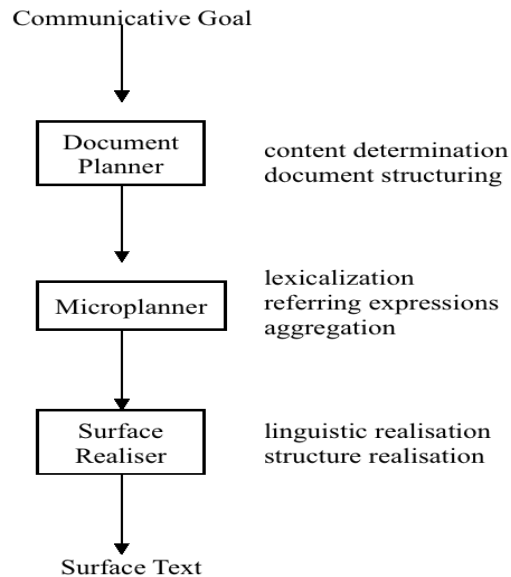 Communicative Goal
Document
Planner
content determination
document structuring
Microplanner
lexicalization
referring expressions
aggregation
Surface
Realiser
linguistic realisation
structure realisation
Surface Text